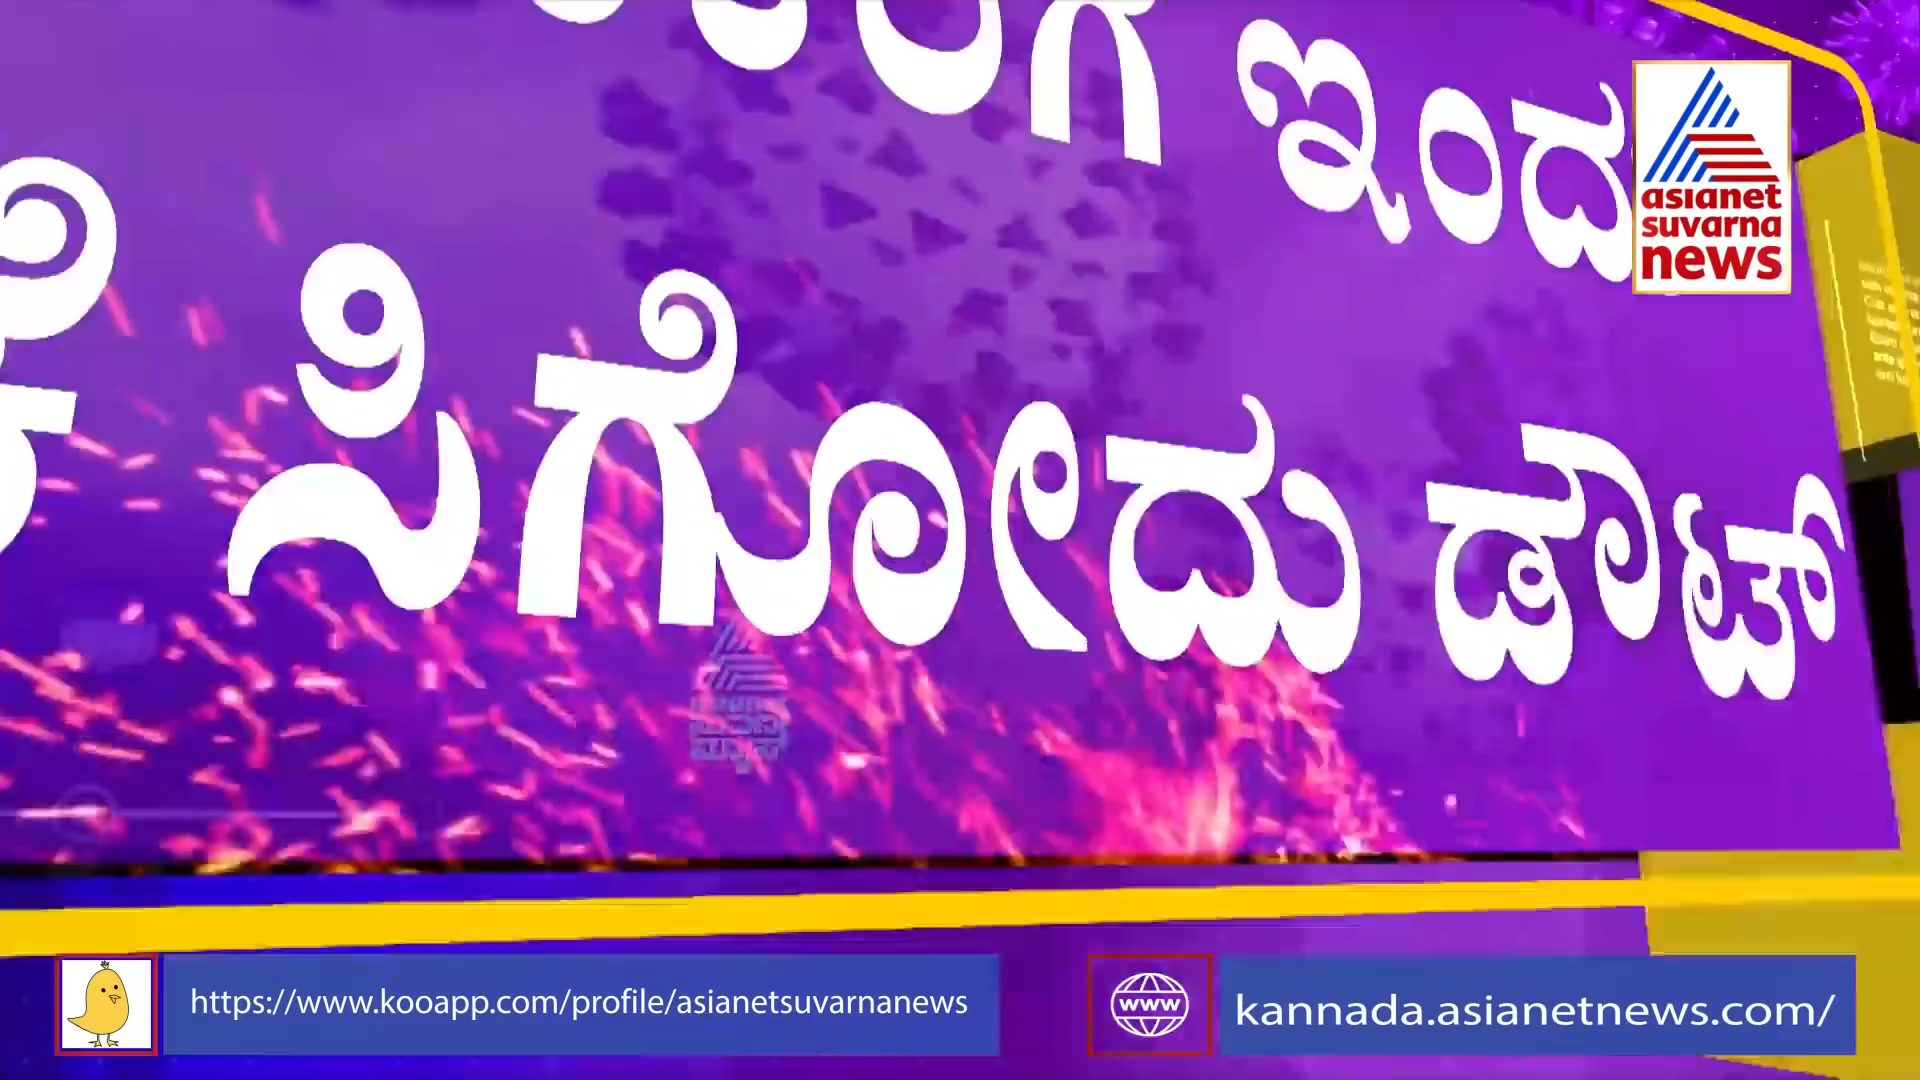 ಇಂದ
ಸಿಗೋದು ಡೌಟ್
asianet
suvarna
news
https://www.kooapp.com/profile/asianetsuvarnanews
www
kannada.asianetnews.com/